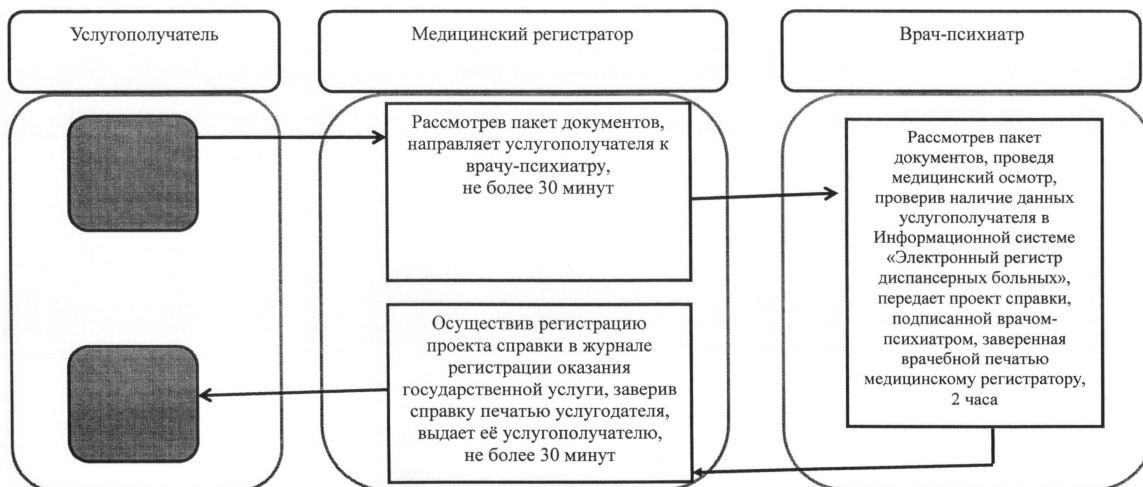 Услугополучатель
Медицинский регистратор
Врач-психиатр
Рассмотрев пакет документов,
направляет услугополучателя к
врачу-психиатру,
не более 30 минут
Рассмотрев пакет
документов, проведя
медицинский осмотр,
проверив наличие данных
услугополучателя в
Информационной системе
«Электронный регистр
диспансерных больных»,
передает проект справки,
подписанной врачом-
психиатром, заверенная
врачебной печатью
медицинскому регистратору,
2 часа
Осуществив регистрацию
проекта справки в журнале
регистрации оказания
государственной услуги, заверив
справку печатью услугодателя,
выдает её услугополучателю,
не более 30 минут